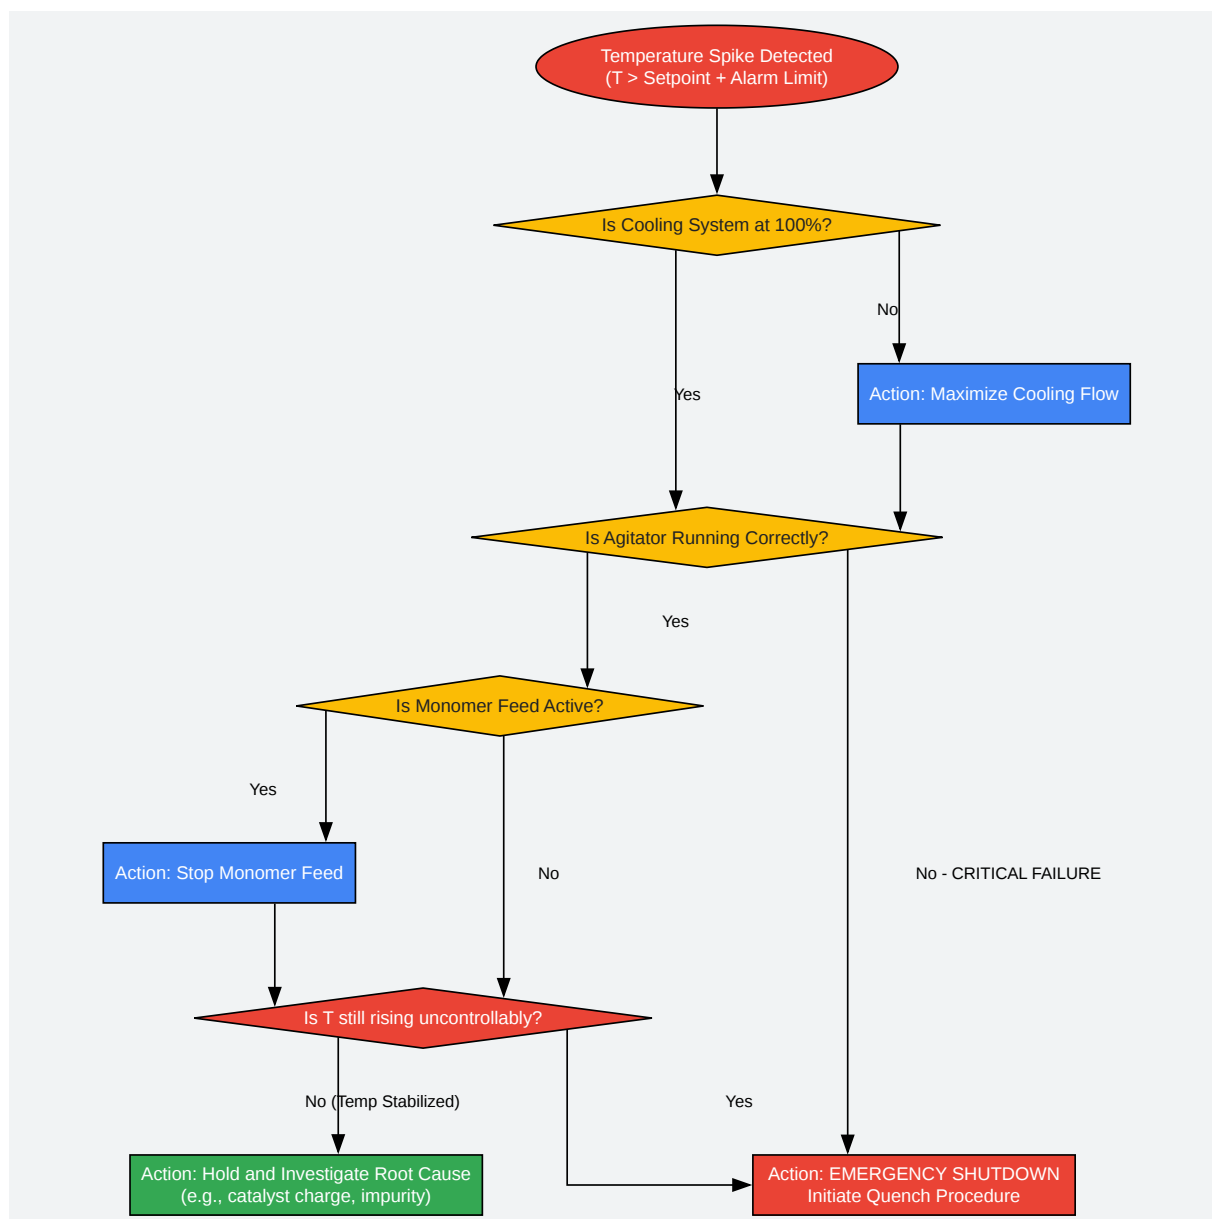 Temperature Spike Detected
(T > Setpoint + Alarm Limit)
Is Cooling System at 100%?
No
Yes
Action: Maximize Cooling Flow
Is Agitator Running Correctly?
Yes
Is Monomer Feed Active?
Yes
Action: Stop Monomer Feed
No
No - CRITICAL FAILURE
Is T still rising uncontrollably?
No (Temp Stabilized)
Yes
Action: Hold and Investigate Root Cause
(e.g., catalyst charge, impurity)
Action: EMERGENCY SHUTDOWN
Initiate Quench Procedure